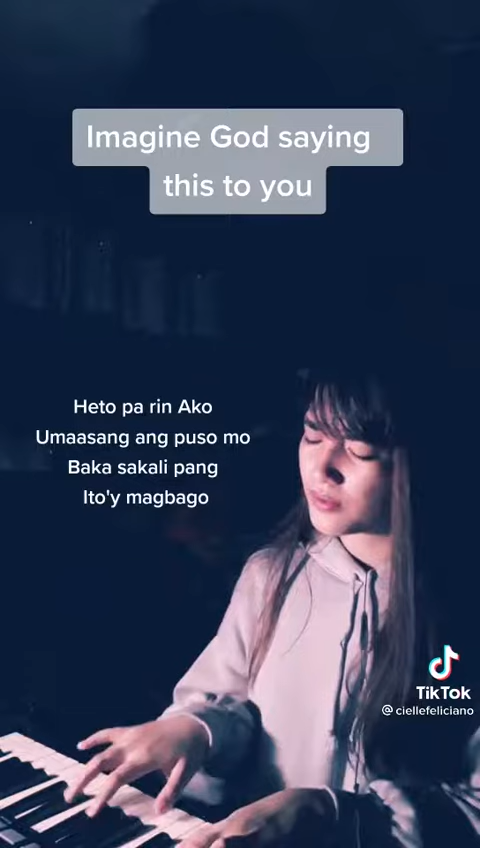 Imagine God saying
this to you
Heto pa rin Ako
Umaasang ang puso mo
Baka sakali pang
Ito'y magbago
TikTok
@ciellefeliciano